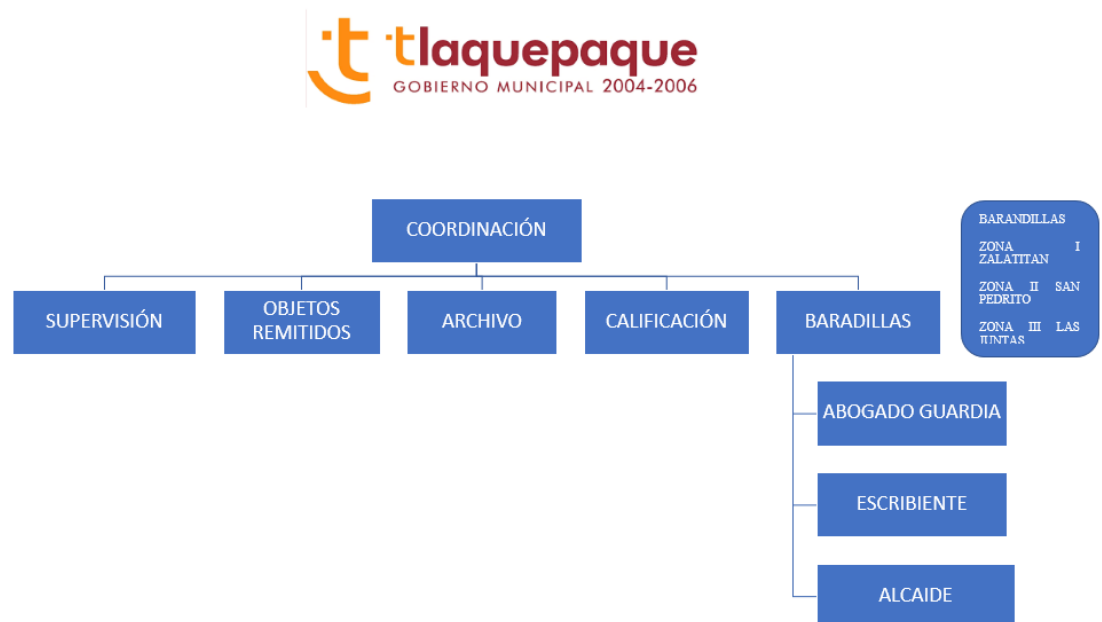 tlaquepaque
GOBIERNO MUNICIPAL 2004-2006
COORDINACIÓN
SUPERVISIÓN
OBJETOS
REMITIDOS
ARCHIVO
CALIFICACIÓN
BARADILLAS
BARANDILLAS
ZONA I
ZALATITAN
ZONA II SAN
PEDRITO
ZONA III LAS
JUNTAS
ABOGADO GUARDIA
ESCRIBIENTE
ALCAIDE